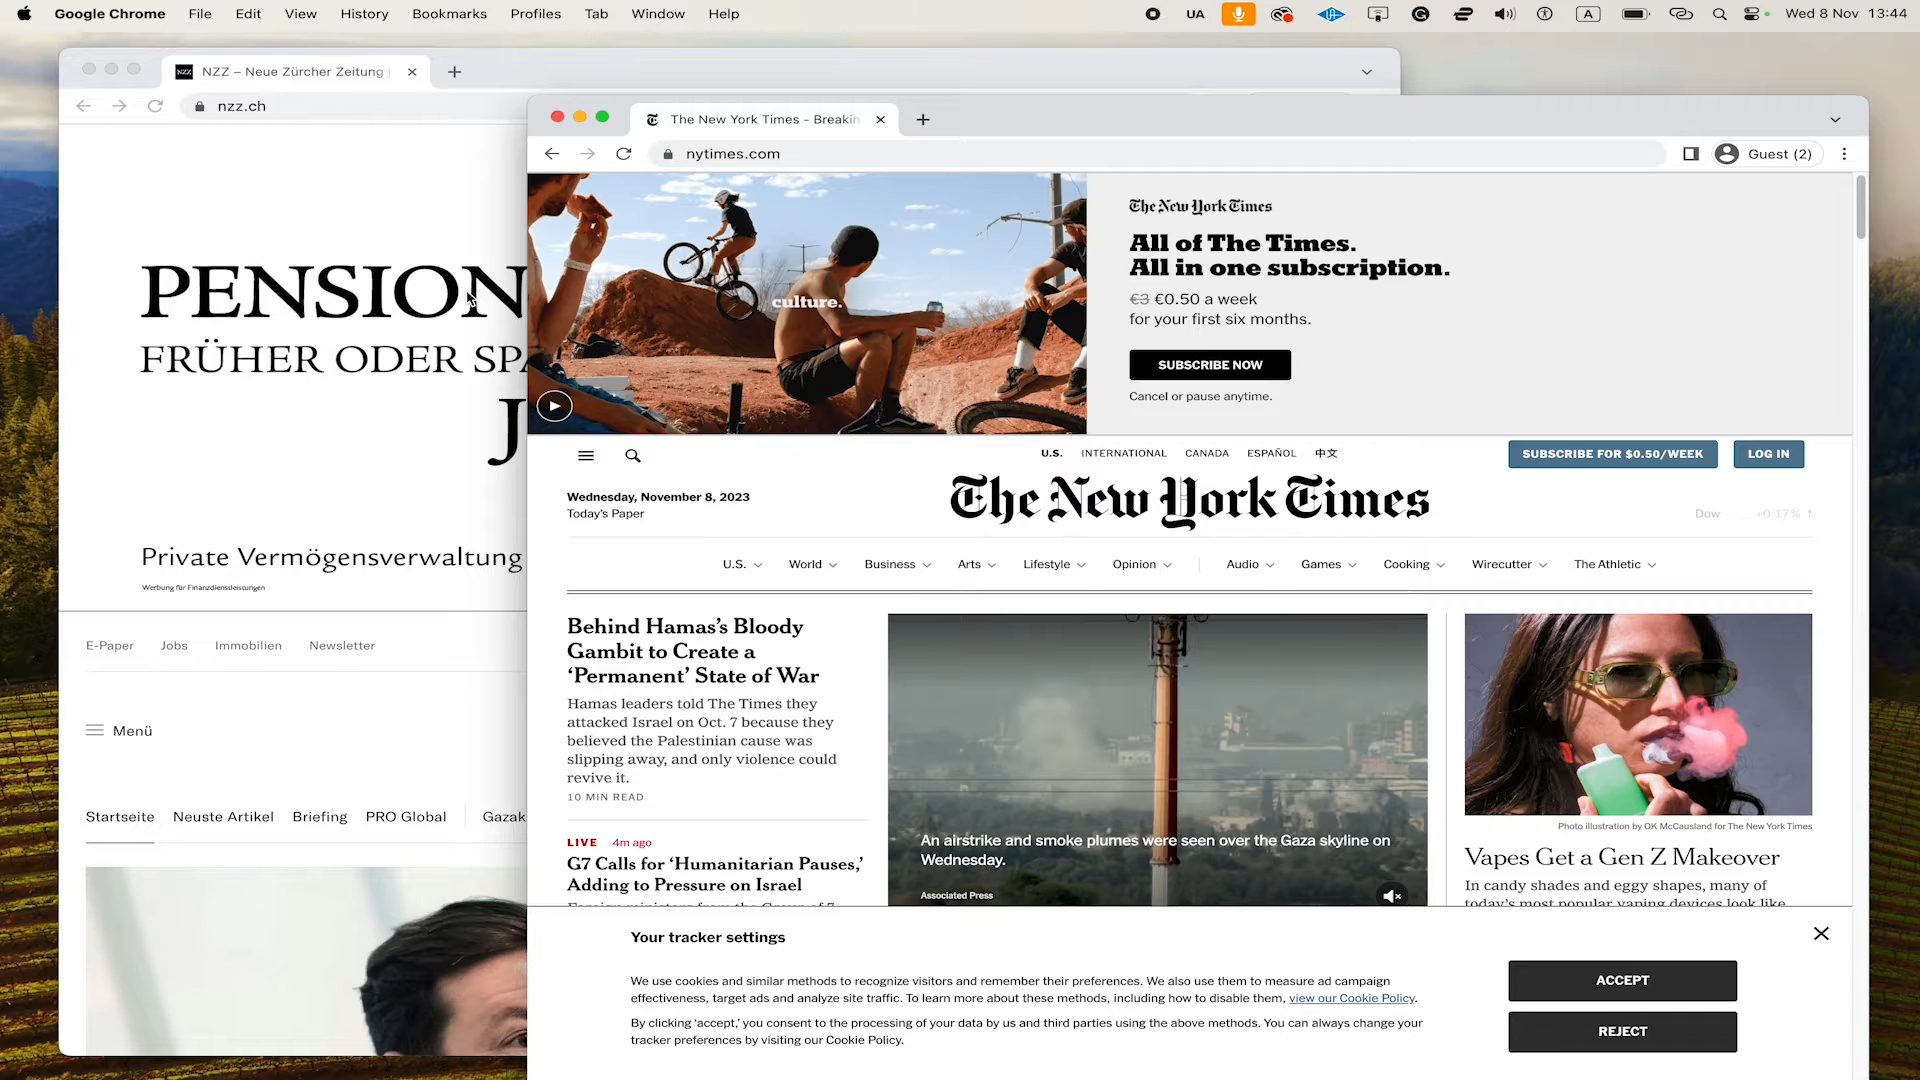 Google Chrome File Edit View History Bookmarks Profiles Tab Window Help UA A Wed 8 Nov 13:44
NZZ – Neue Zürcher Zeitung
nzz.ch
PENSION
FRÜHER ODER
J
Private Vermögensverwaltung
Werbung für Finanzdienstleistungen
E-Paper Jobs Immobilien Newsletter
Menü
Startseite Neuste Artikel Briefing PRO Global Gazak
The New York Times - Breakin
nytimes.com Guest (2)
culture.
The New York Times
All of The Times.
All in one subscription.
€3 €0.50 a week
for your first six months.
SUBSCRIBE NOW
Cancel or pause anytime.
U.S. INTERNATIONAL CANADA ESPAÑOL 中文
SUBSCRIBE FOR $0.50/WEEK LOG IN
Wednesday, November 8, 2023
Today's Paper
The New York Times
Dow +0.17% ↑
U.S. World Business Arts Lifestyle Opinion Audio Games Cooking Wirecutter The Athletic
Behind Hamas's Bloody
Gambit to Create a
'Permanent' State of War
Hamas leaders told The Times they
attacked Israel on Oct. 7 because they
believed the Palestinian cause was
slipping away, and only violence could
revive it.
10 MIN READ
LIVE 4m ago
G7 Calls for 'Humanitarian Pauses,'
Adding to Pressure on Israel
An airstrike and smoke plumes were seen over the Gaza skyline on
Wednesday.
Associated Press
Photo illustration by OK McCausland for The New York Times
Vapes Get a Gen Z Makeover
In candy shades and eggy shapes, many of
today's most popular vaping devices look like
Your tracker settings
We use cookies and similar methods to recognize visitors and remember their preferences. We also use them to measure ad campaign
effectiveness, target ads and analyze site traffic. To learn more about these methods, including how to disable them, view our Cookie Policy.
By clicking 'accept,' you consent to the processing of your data by us and third parties using the above methods. You can always change your
tracker preferences by visiting our Cookie Policy.
ACCEPT
REJECT